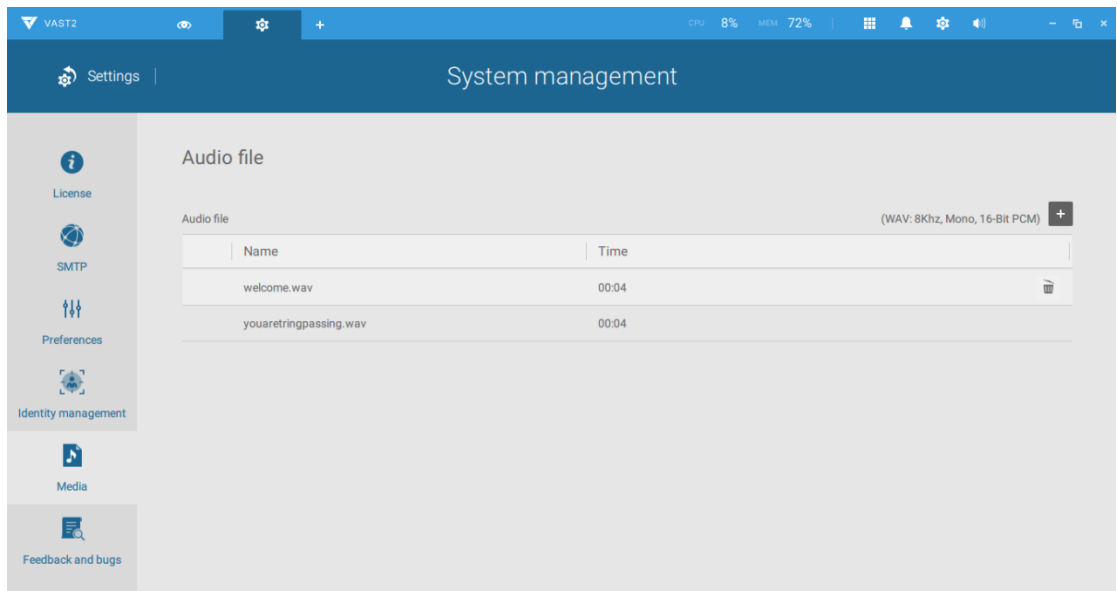 VAST2
+
CPU 8% MEM 72%
Settings
System management
License
SMTP
Preferences
Identity management
Media
Feedback and bugs
Audio file
Audio file
(WAV: 8Khz, Mono, 16-Bit PCM) +
Name Time
welcome.wav 00:04
youaretringpassing.wav 00:04